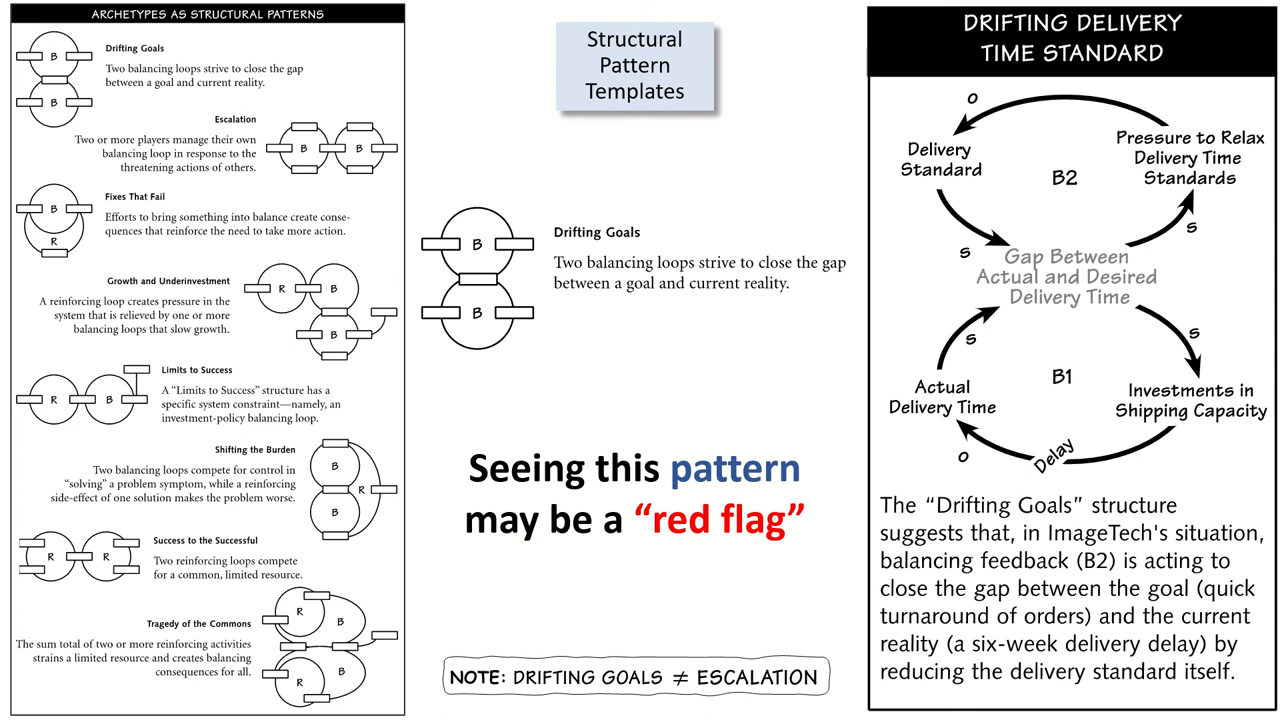 ARCHETYPES AS STRUCTURAL PATTERNS
B
B
Drifting Goals
Two balancing loops strive to close the gap
between a goal and current reality.
Escalation
Two or more players manage their own
balancing loop in response to the
threatening actions of others.
B
B
B
R
Fixes That Fail
Efforts to bring something into balance create conse-
quences that reinforce the need to take more action.
Growth and Underinvestment
A reinforcing loop creates pressure in the
system that is relieved by one or more
balancing loops that slow growth.
R
B
B
R
B
Limits to Success
A “Limits to Success” structure has a
specific system constraint—namely, an
investment-policy balancing loop.
Shifting the Burden
Two balancing loops compete for control in
“solving” a problem symptom, while a reinforcing
side-effect of one solution makes the problem worse.
B
R
B
R
R
Success to the Successful
Two reinforcing loops compete
for a common, limited resource.
Tragedy of the Commons
The sum total of two or more reinforcing activities
strains a limited resource and creates balancing
consequences for all.
R
B
B
R
Structural
Pattern
Templates
B
B
Drifting Goals
Two balancing loops strive to close the gap
between a goal and current reality.
Seeing this pattern
may be a “red flag”
NOTE: DRIFTING GOALS ≠ ESCALATION
DRIFTING DELIVERY
TIME STANDARD
O
Delivery
Standard
Pressure to Relax
Delivery Time
Standards
B2
S
S
Gap Between
Actual and Desired
Delivery Time
S
S
B1
Actual
Delivery Time
Investments in
Shipping Capacity
O
Delay
The “Drifting Goals” structure
suggests that, in ImageTech's situation,
balancing feedback (B2) is acting to
close the gap between the goal (quick
turnaround of orders) and the current
reality (a six-week delivery delay) by
reducing the delivery standard itself.